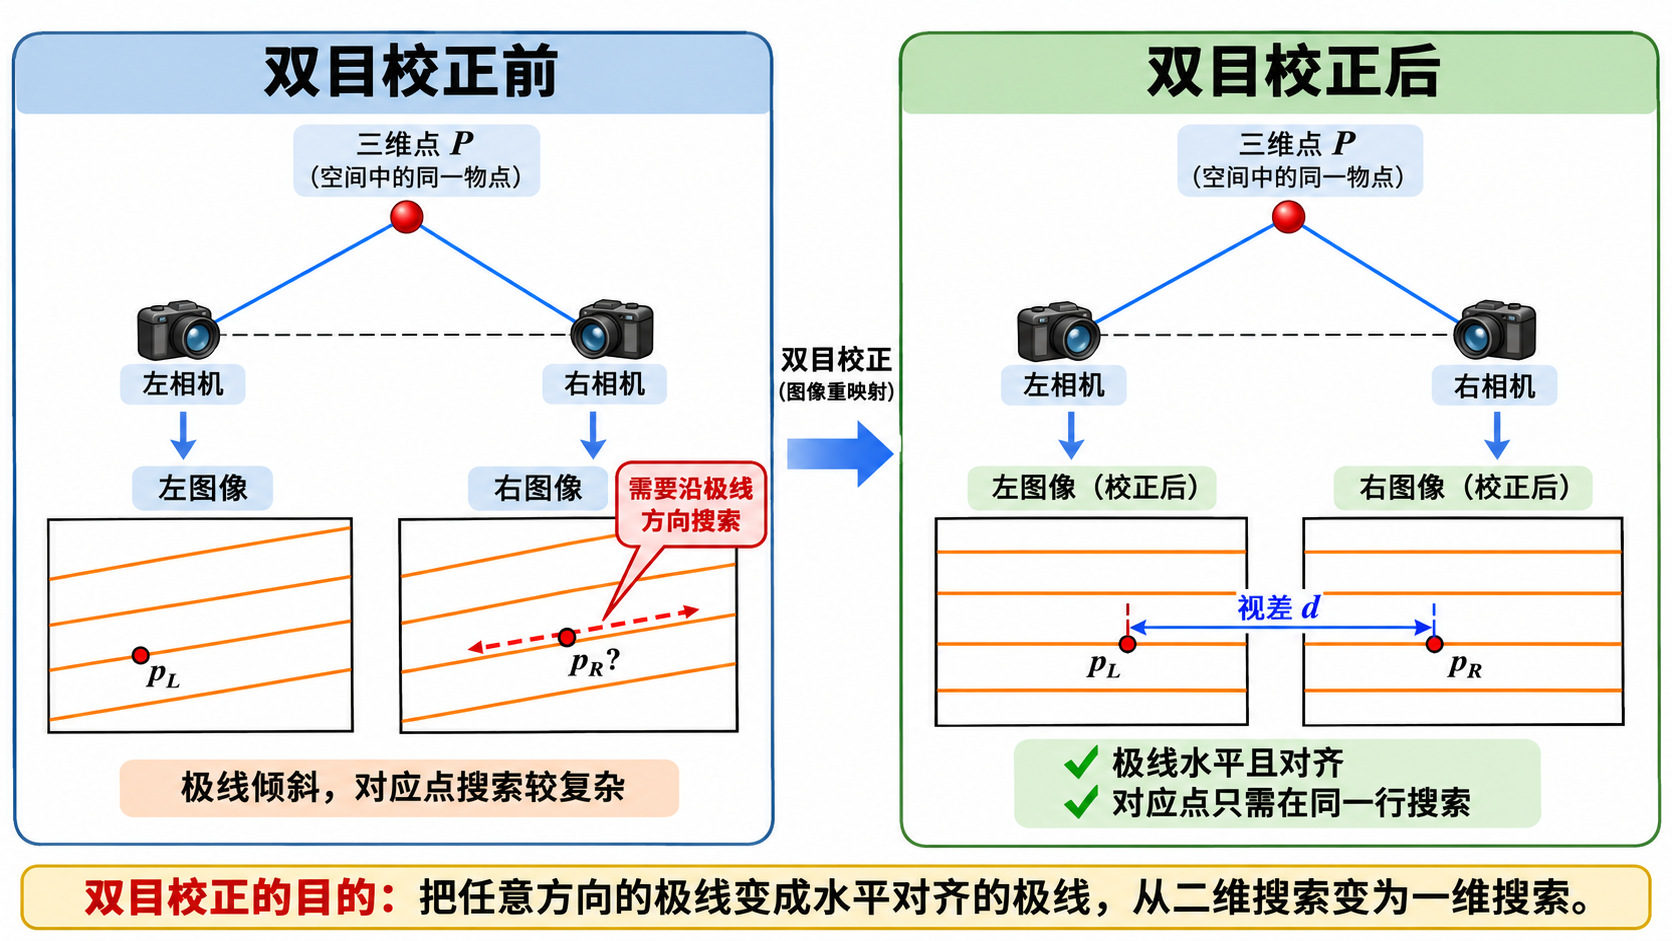 双目校正前
三维点 P
(空间中的同一物点)
左相机
右相机
左图像
右图像
需要沿极线
方向搜索
pL
pR?
极线倾斜，对应点搜索较复杂
双目校正
(图像重映射)
双目校正后
三维点 P
(空间中的同一物点)
左相机
右相机
左图像（校正后）
右图像（校正后）
视差 d
pL
pR
极线水平且对齐
对应点只需在同一行搜索
双目校正的目的：把任意方向的极线变成水平对齐的极线，从二维搜索变为一维搜索。